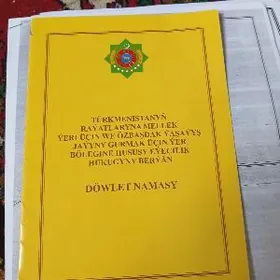 TÜRKMENISTANYŇ
RAÝATLARYNA MELLEK
ÝERI ÜÇIN WE ÖZBAŞDAK ÝAŞAÝYŞ
JAÝYNY GURMAK ÜÇIN ÝER
BÖLEGINE HUSUSY EÝEÇILIK
HUKUGYNY BERÝÄN
DÖWLET NAMASY